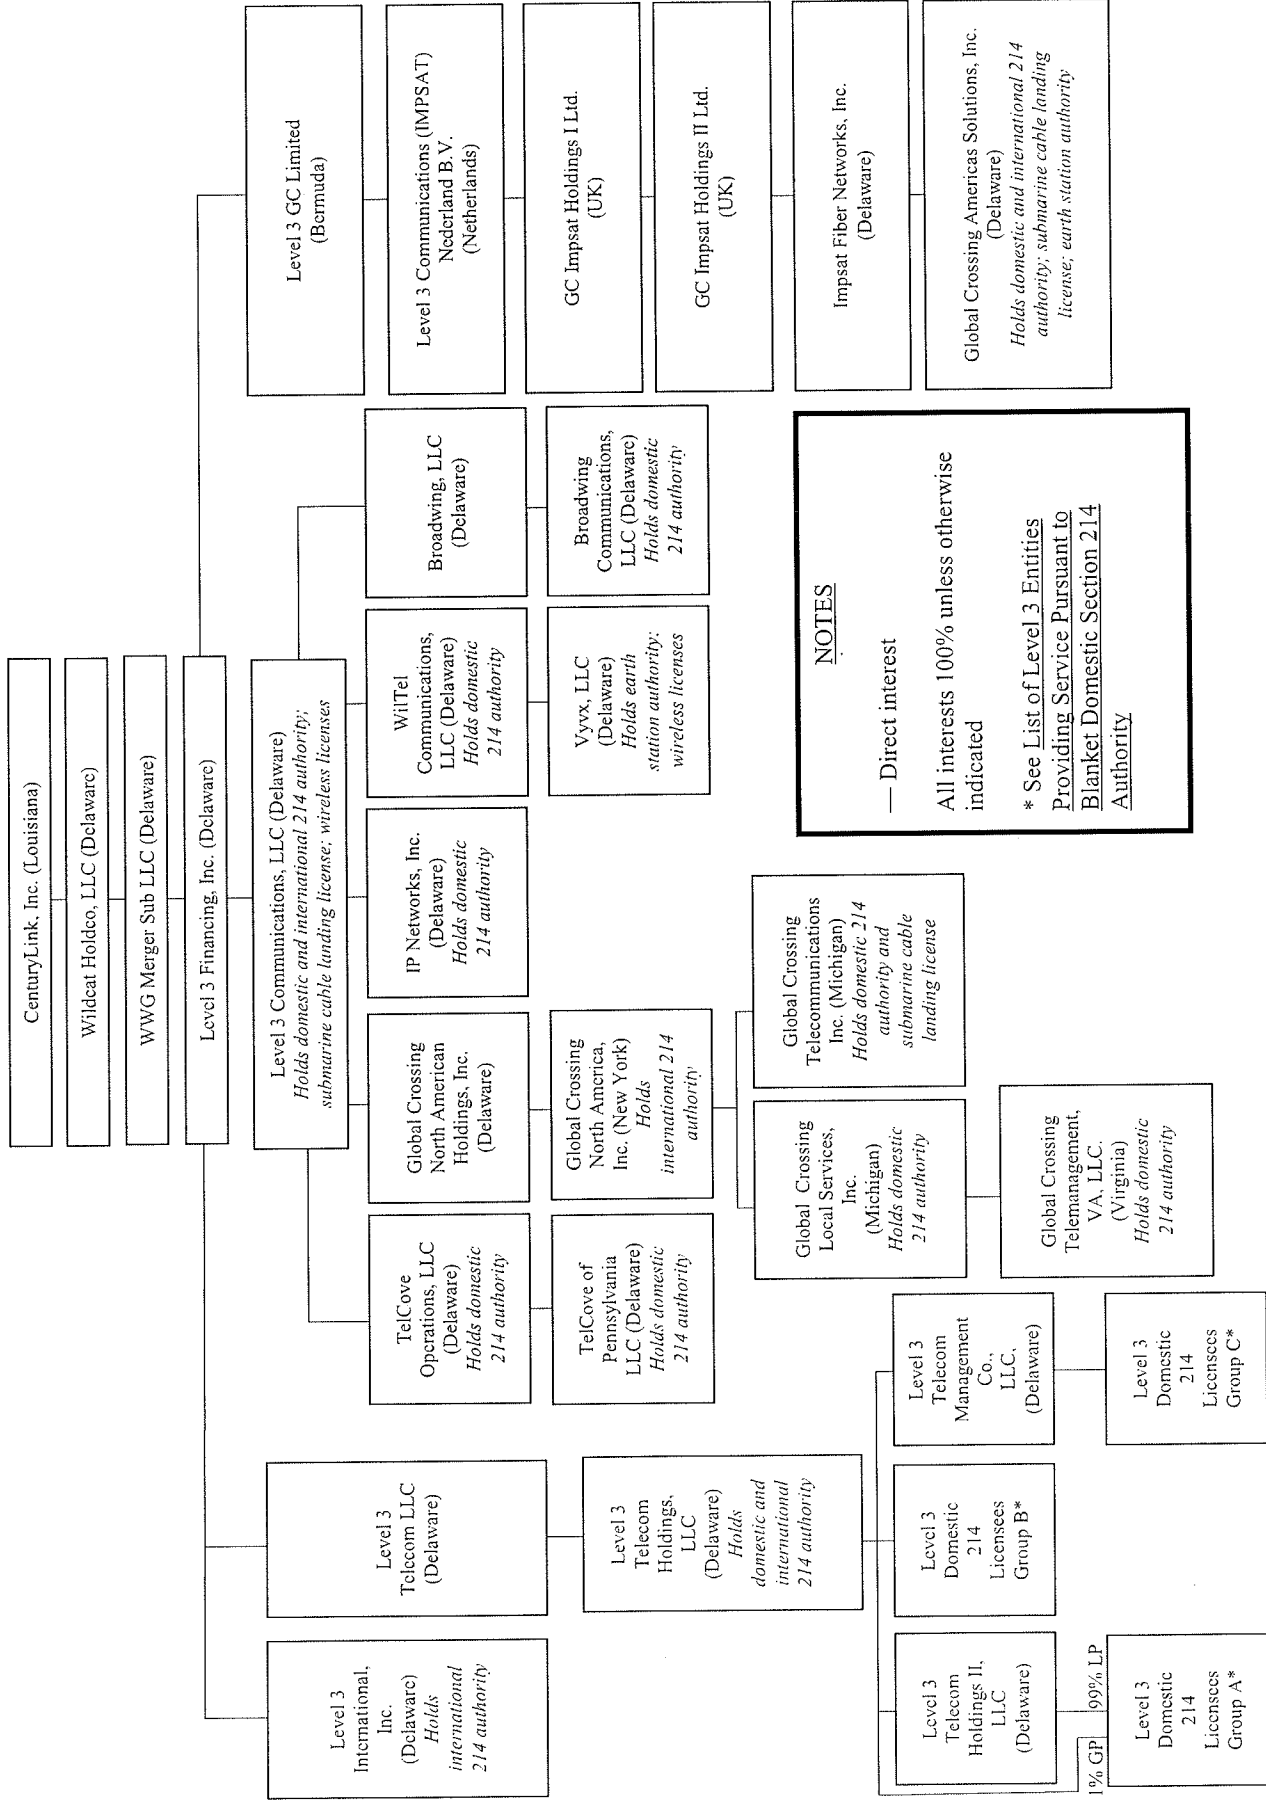 CenturyLink, Inc. (Louisiana)
Wildcat Holdco, LLC (Delaware)
WWG Merger Sub LLC (Delaware)
Level 3 Financing, Inc. (Delaware)
Level 3
International,
Inc.
(Delaware)
Holds
international
214 authority
Level 3
Telecom LLC
(Delaware)
Level 3
Telecom
Holdings,
LLC
(Delaware) Holds
domestic and
international
214 authority
Level 3
Telecom
Holdings II,
LLC
(Delaware)
1% GP
99% LP
Level 3
Domestic
214
Licensees
Group A*
Level 3
Domestic
214
Licensees
Group B*
Level 3
Telecom
Management
Co.,
LLC,
(Delaware)
Level 3
Domestic
214
Licensees
Group C*
Level 3 Communications, LLC (Delaware)
Holds domestic and international 214 authority;
submarine cable landing license; wireless licenses
TelCove
Operations, LLC
(Delaware)
Holds domestic
214 authority
TelCove of
Pennsylvania
LLC (Delaware)
Holds domestic
214 authority
Global Crossing
North American
Holdings, Inc.
(Delaware)
Global Crossing
North America,
Inc. (New York)
Holds
international 214
authority
Global Crossing
Local Services,
Inc.
(Michigan)
Holds domestic
214 authority
Global Crossing
Telemanagement,
VA, LLC.
(Virginia)
Holds domestic
214 authority
Global Crossing
Telecommunications
Inc. (Michigan)
Holds domestic 214
authority and
submarine cable
landing license
IP Networks, Inc.
(Delaware)
Holds domestic
214 authority
WilTel
Communications,
LLC (Delaware)
Holds domestic
214 authority
Vyvx, LLC
(Delaware)
Holds earth
station authority;
wireless licenses
Broadwing, LLC
(Delaware)
Broadwing
Communications,
LLC (Delaware)
Holds domestic
214 authority
Level 3 GC Limited
(Bermuda)
Level 3 Communications (IMPSAT)
Nederland B.V.
(Netherlands)
GC Impsat Holdings I Ltd.
(UK)
GC Impsat Holdings II Ltd.
(UK)
Impsat Fiber Networks, Inc.
(Delaware)
Global Crossing Americas Solutions, Inc.
(Delaware)
Holds domestic and international 214
authority; submarine cable landing
license; earth station authority
NOTES
— Direct interest
All interests 100% unless otherwise
indicated
* See List of Level 3 Entities
Providing Service Pursuant to
Blanket Domestic Section 214
Authority